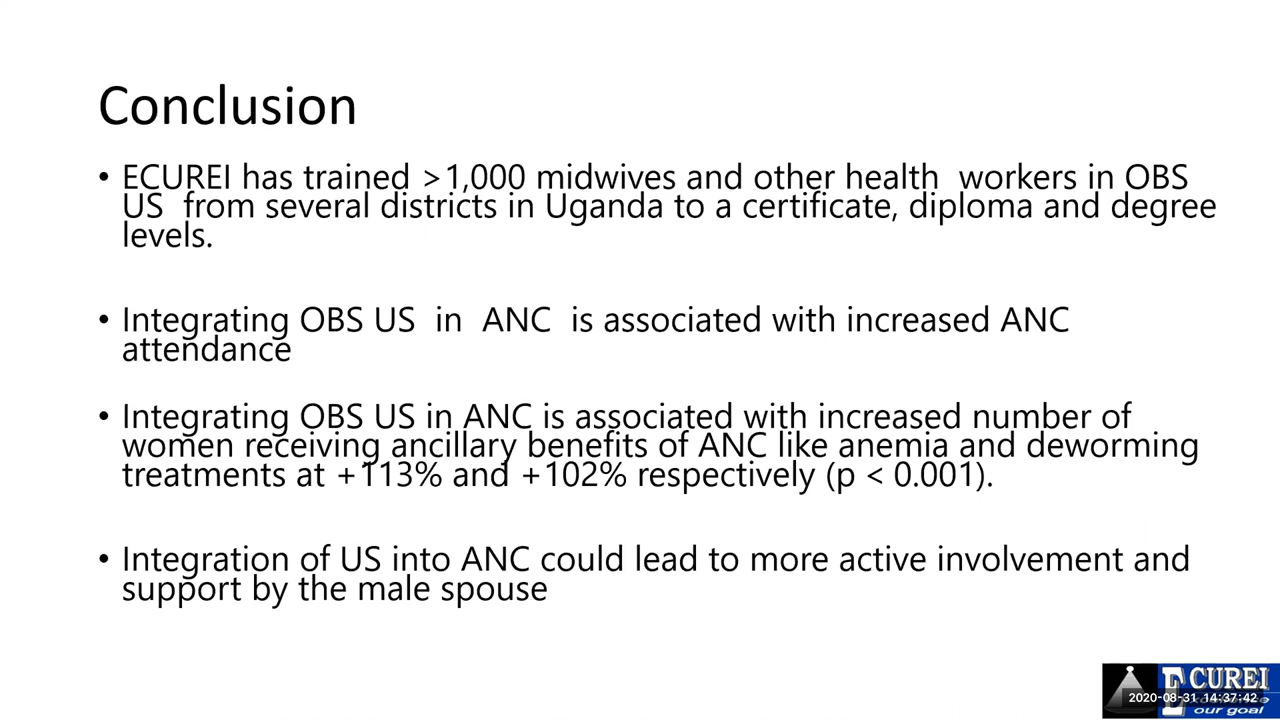 Conclusion
• ECUREI has trained >1,000 midwives and other health workers in OBS
US from several districts in Uganda to a certificate, diploma and degree
levels.
• Integrating OBS US in ANC is associated with increased ANC
attendance
• Integrating OBS US in ANC is associated with increased number of
women receiving ancillary benefits of ANC like anemia and deworming
treatments at +113% and +102% respectively (p < 0.001).
• Integration of US into ANC could lead to more active involvement and
support by the male spouse
ECUREI
2020-08-31 14:37:42
our goal